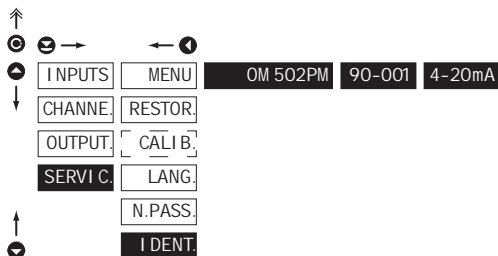 INPUTS MENU OM 502PM 90-001 4-20mA
CHANNE. RESTOR.
OUTPUT. CALIB.
SERVIC. LANG.
N.PASS.
IDENT.